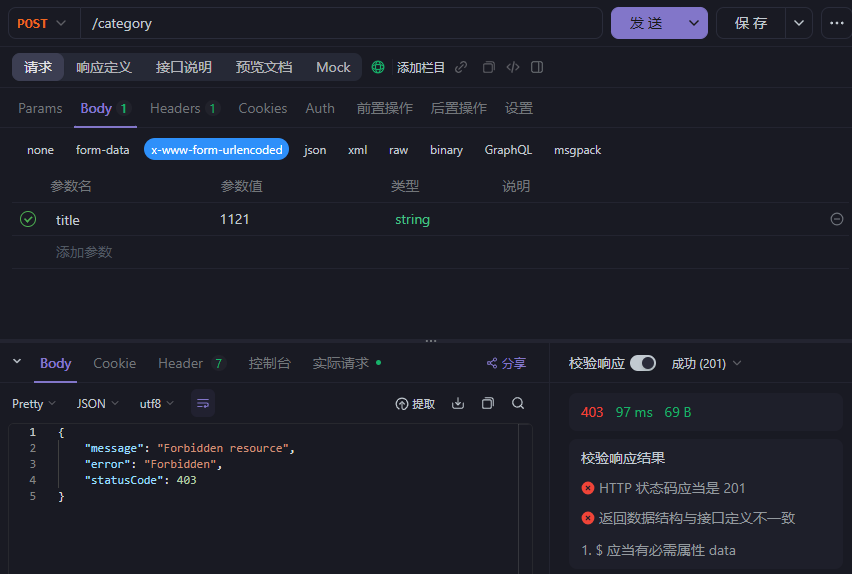 POST /category 发 送 保 存
请求 响应定义 接口说明 预览文档 Mock 添加栏目
Params Body 1 Headers 1 Cookies Auth 前置操作 后置操作 设置
none form-data x-www-form-urlencoded json xml raw binary GraphQL msgpack
参数名 参数值 类型 说明
title 1121 string
添加参数
Body Cookie Header 7 控制台 实际请求 分享
Pretty JSON utf8 提取
1 {
2 "message": "Forbidden resource",
3 "error": "Forbidden",
4 "statusCode": 403
5 }
校验响应 成功 (201)
403 97 ms 69 B
校验响应结果
HTTP 状态码应当是 201
返回数据结构与接口定义不一致
1. $ 应当有必需属性 data